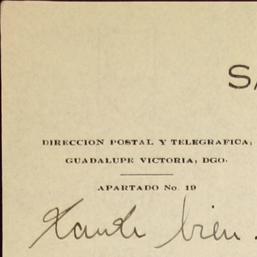 SA
DIRECCION POSTAL Y TELEGRAFICA;
GUADALUPE VICTORIA, DGO.
APARTADO No. 19
bien.